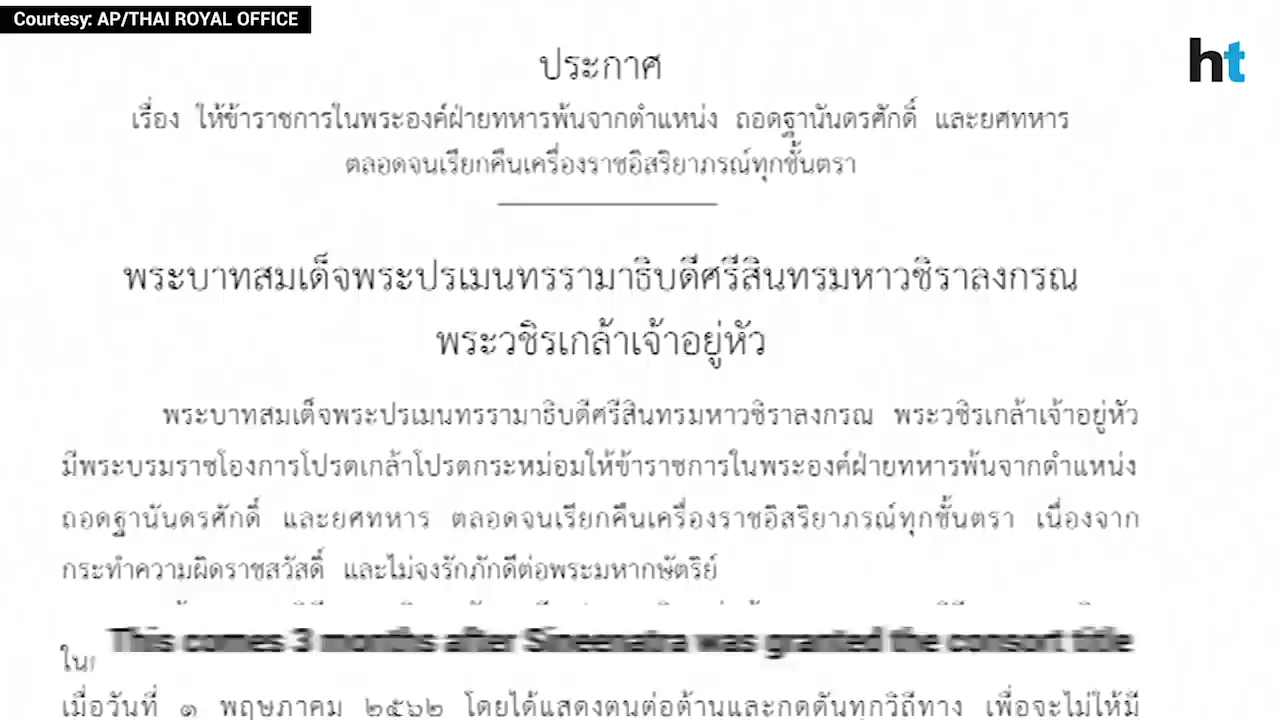 Courtesy: AP/THAI ROYAL OFFICE
ht
ประกาศ
เรื่อง ให้ข้าราชการในพระองค์ฝ่ายทหารพ้นจากตำแหน่ง ถอดฐานันดรศักดิ์ และยศทหาร
ตลอดจนเรียกคืนเครื่องราชอิสริยาภรณ์ทุกชั้นตรา
พระบาทสมเด็จพระปรเมนทรรามาธิบดีศรีสินทรมหาวชิราลงกรณ
พระวชิรเกล้าเจ้าอยู่หัว
พระบาทสมเด็จพระปรเมนทรรามาธิบดีศรีสินทรมหาวชิราลงกรณ พระวชิรเกล้าเจ้าอยู่หัว
มีพระบรมราชโองการโปรดเกล้าโปรดกระหม่อมให้ข้าราชการในพระองค์ฝ่ายทหารพ้นจากตำแหน่ง
ถอดฐานันดรศักดิ์ และยศทหาร ตลอดจนเรียกคืนเครื่องราชอิสริยาภรณ์ทุกชั้นตรา เนื่องจาก
กระทำความผิดราชสวัสดิ์ และไม่จงรักภักดีต่อพระมหากษัตริย์
This comes 3 months after Sineenatra was granted the consort title
ใน
เมื่อวันที่ ๑ พฤษภาคม ๒๕๖๒ โดยได้แสดงตนต่อต้านและกดดันทุกวิถีทาง เพื่อจะไม่ให้มี